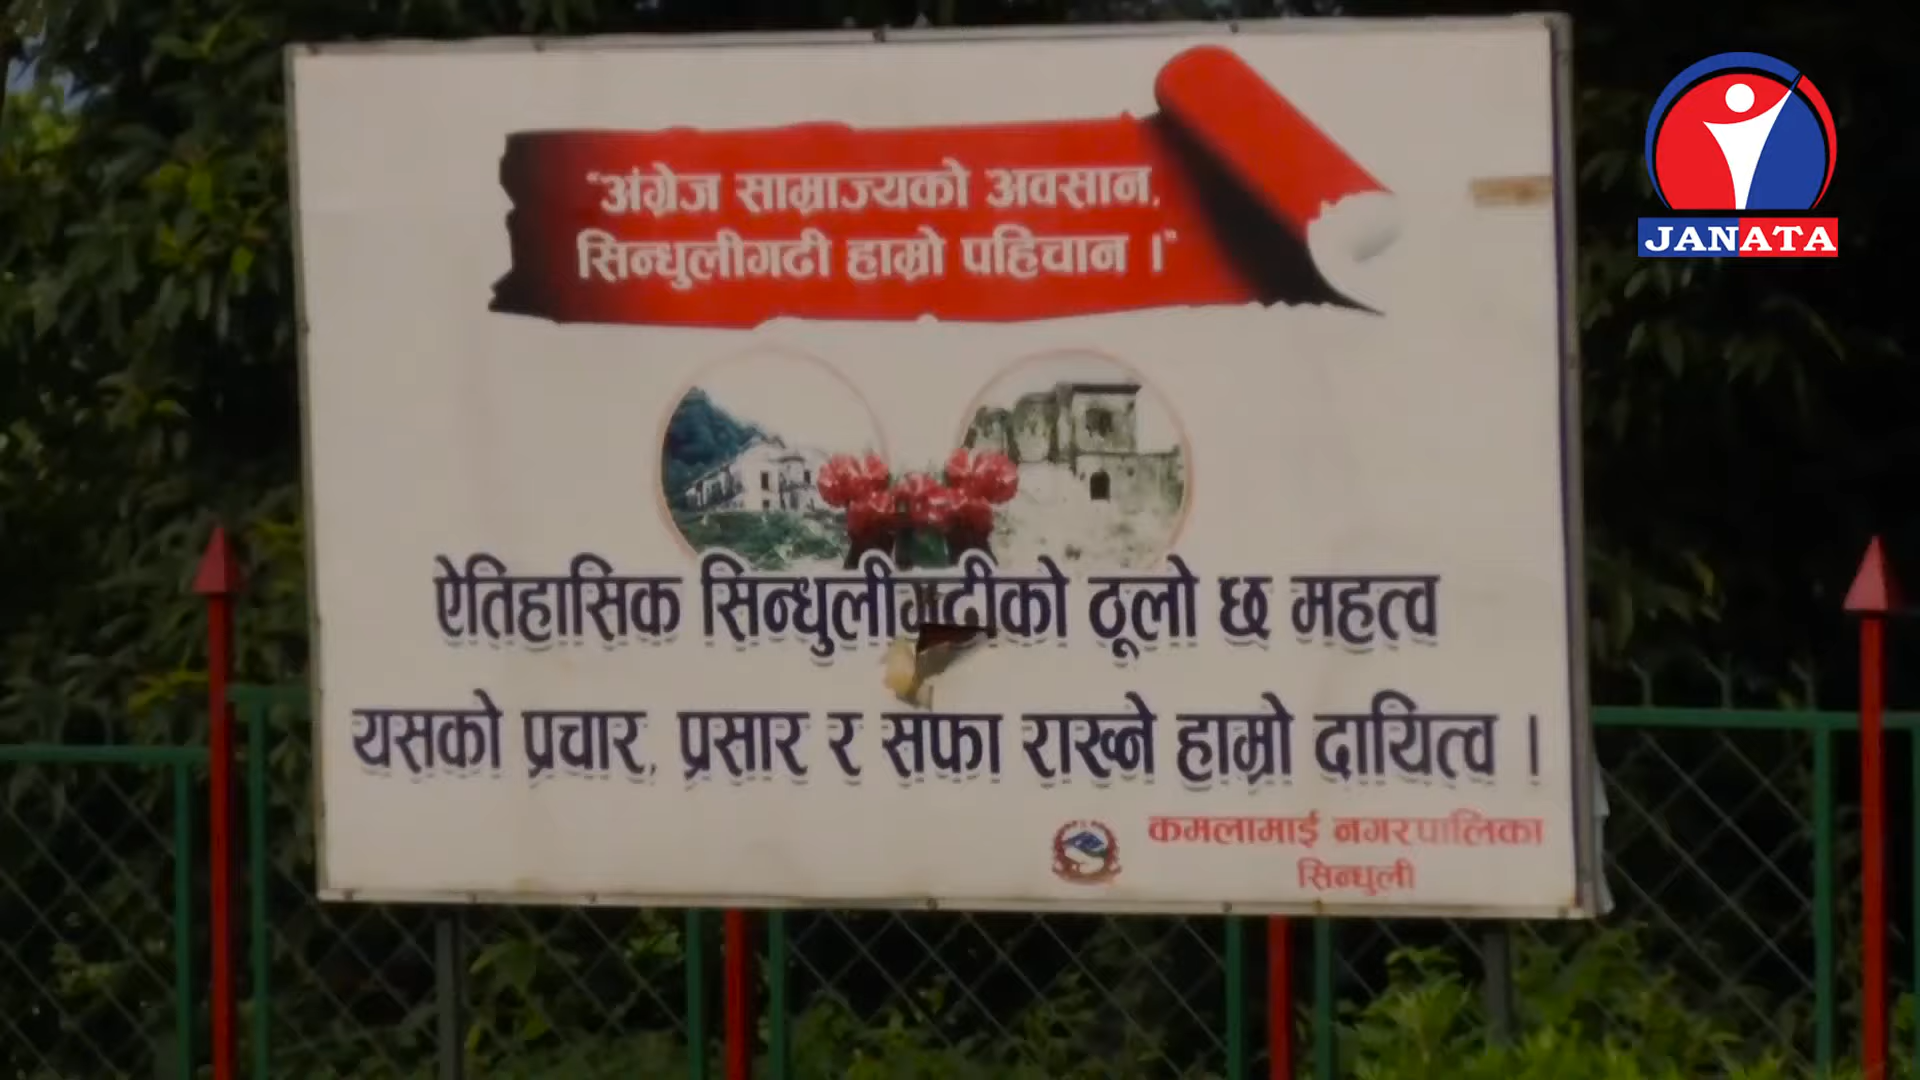 "अंग्रेज साम्राज्यको अवसान,
सिन्धुलीगढी हाम्रो पहिचान ।"
ऐतिहासिक सिन्धुलीगढीको ठूलो छ महत्व
यसको प्रचार, प्रसार र सफा राख्ने हाम्रो दायित्व ।
कमलामाई नगरपालिका
सिन्धुली
JANATA